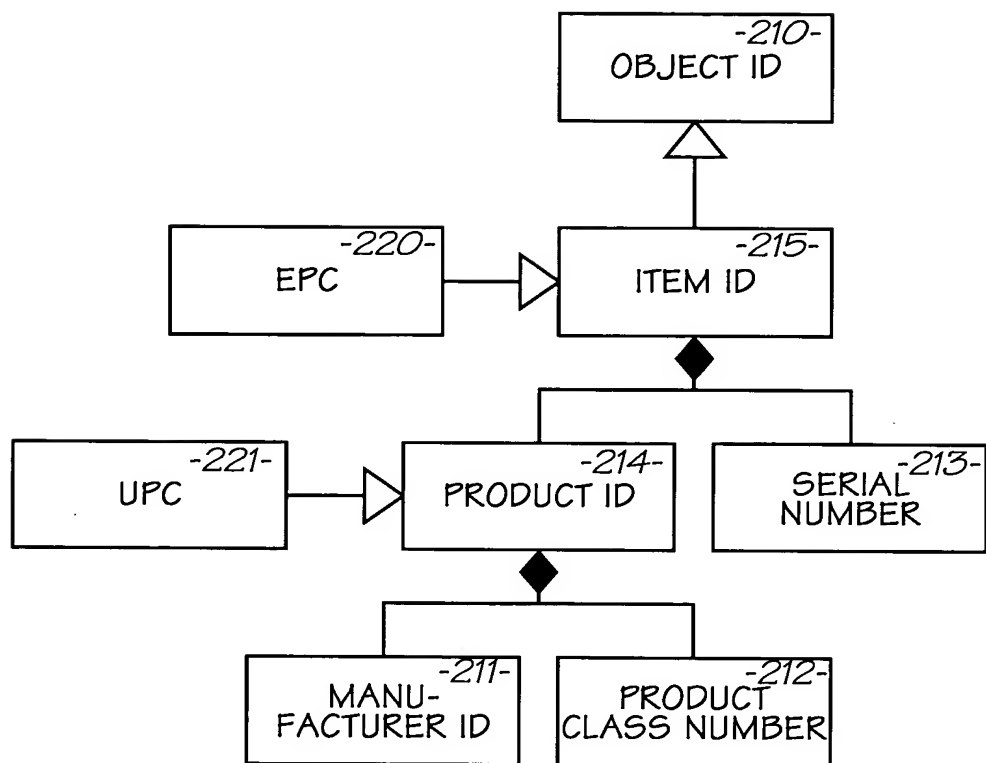 -210-
OBJECT ID
-220-
EPC
-215-
ITEM ID
-221-
UPC
-214-
PRODUCT ID
-213-
SERIAL
NUMBER
-211-
MANU-
FACTURER ID
-212-
PRODUCT
CLASS NUMBER